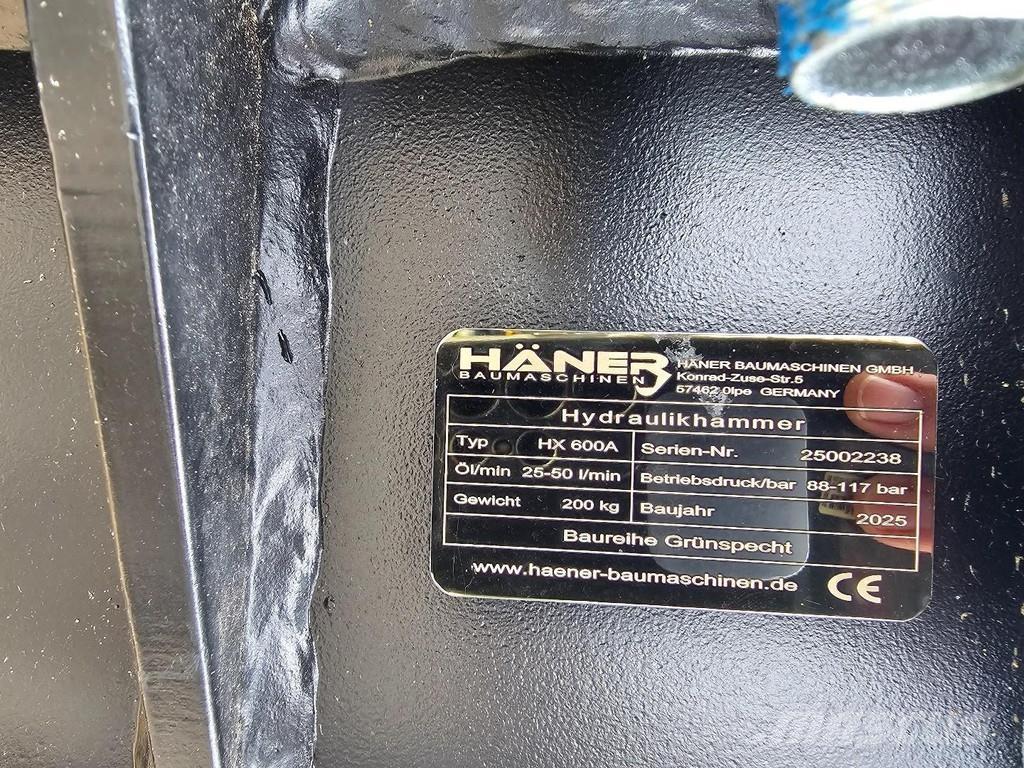 HÄNER
BAUMASCHINEN
HÄNER BAUMASCHINEN GMBH
Konrad-Zuse-Str.5
57462 Olpe GERMANY
Hydraulikhammer
Typ HX 600A Serien-Nr. 25002238
Öl/min 25-50 l/min Betriebsdruck/bar 88-117 bar
Gewicht 200 kg Baujahr 2025
Baureihe Grünspecht
www.haener-baumaschinen.de CE
MASCUS